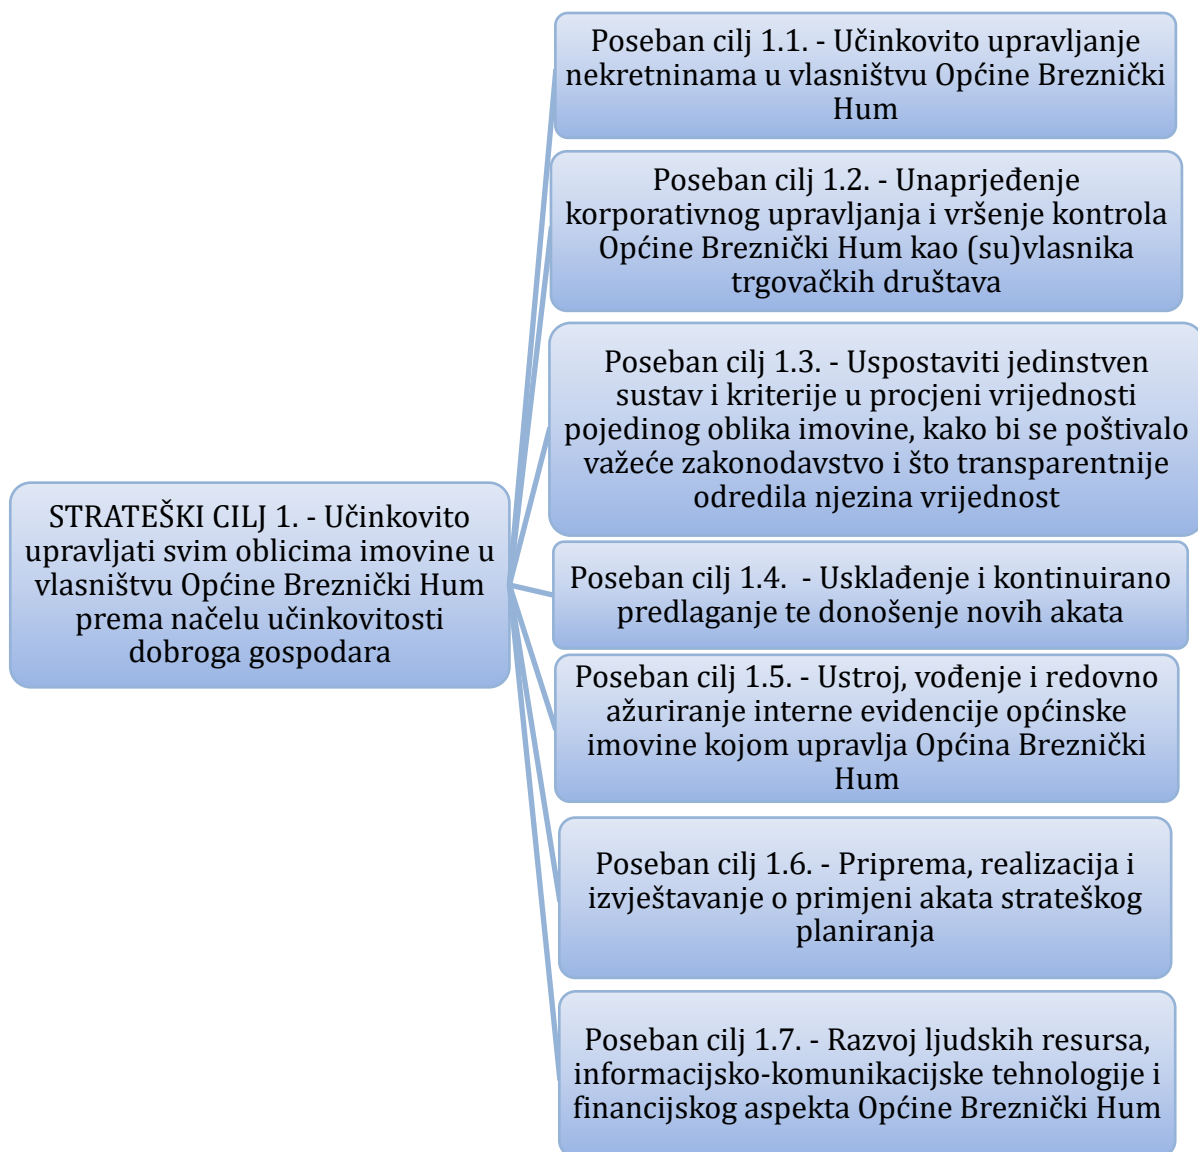 Poseban cilj 1.1. - Učinkovito upravljanje
nekretninama u vlasništvu Općine Breznički
Hum
Poseban cilj 1.2. - Unaprjeđenje
korporativnog upravljanja i vršenje kontrola
Općine Breznički Hum kao (su)vlasnika
trgovačkih društava
Poseban cilj 1.3. - Uspostaviti jedinstven
sustav i kriterije u procjeni vrijednosti
pojedinog oblika imovine, kako bi se poštivalo
važeće zakonodavstvo i što transparentnije
odredila njezina vrijednost
STRATEŠKI CILJ 1. - Učinkovito
upravljati svim oblicima imovine u
vlasništvu Općine Breznički Hum
prema načelu učinkovitosti
dobroga gospodara
Poseban cilj 1.4.  - Usklađenje i kontinuirano
predlaganje te donošenje novih akata
Poseban cilj 1.5. - Ustroj, vođenje i redovno
ažuriranje interne evidencije općinske
imovine kojom upravlja Općina Breznički
Hum
Poseban cilj 1.6. - Priprema, realizacija i
izvještavanje o primjeni akata strateškog
planiranja
Poseban cilj 1.7. - Razvoj ljudskih resursa,
informacijsko-komunikacijske tehnologije i
financijskog aspekta Općine Breznički Hum